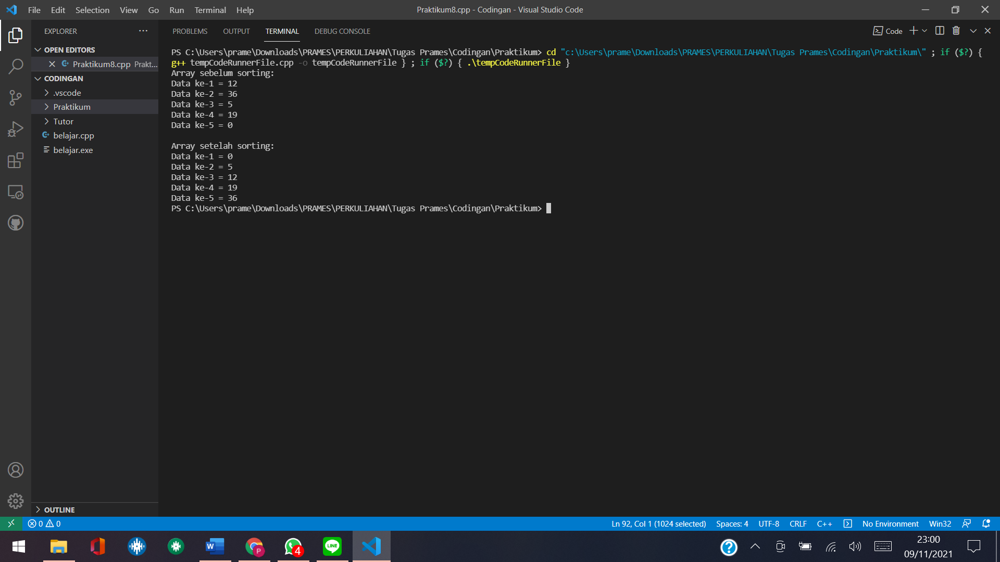 File Edit Selection View Go Run Terminal Help
Praktikum8.cpp - Codingan - Visual Studio Code
EXPLORER
OPEN EDITORS
Praktikum8.cpp Prakt...
CODINGAN
.vscode
Praktikum
Tutor
belajar.cpp
belajar.exe
OUTLINE
PROBLEMS OUTPUT TERMINAL DEBUG CONSOLE
Code
PS C:\Users\prame\Downloads\PRAMES\PERKULIAHAN\Tugas Prames\Codingan\Praktikum> cd "c:\Users\prame\Downloads\PRAMES\PERKULIAHAN\Tugas Prames\Codingan\Praktikum\" ; if ($?) {
g++ tempCodeRunnerFile.cpp -o tempCodeRunnerFile } ; if ($?) { .\tempCodeRunnerFile }
Array sebelum sorting:
Data ke-1 = 12
Data ke-2 = 36
Data ke-3 = 5
Data ke-4 = 19
Data ke-5 = 0
Array setelah sorting:
Data ke-1 = 0
Data ke-2 = 5
Data ke-3 = 12
Data ke-4 = 19
Data ke-5 = 36
PS C:\Users\prame\Downloads\PRAMES\PERKULIAHAN\Tugas Prames\Codingan\Praktikum>
0 0
Ln 92, Col 1 (1024 selected) Spaces: 4 UTF-8 CRLF C++ No Environment Win32
W
P
4
LINE
?
23:00
09/11/2021